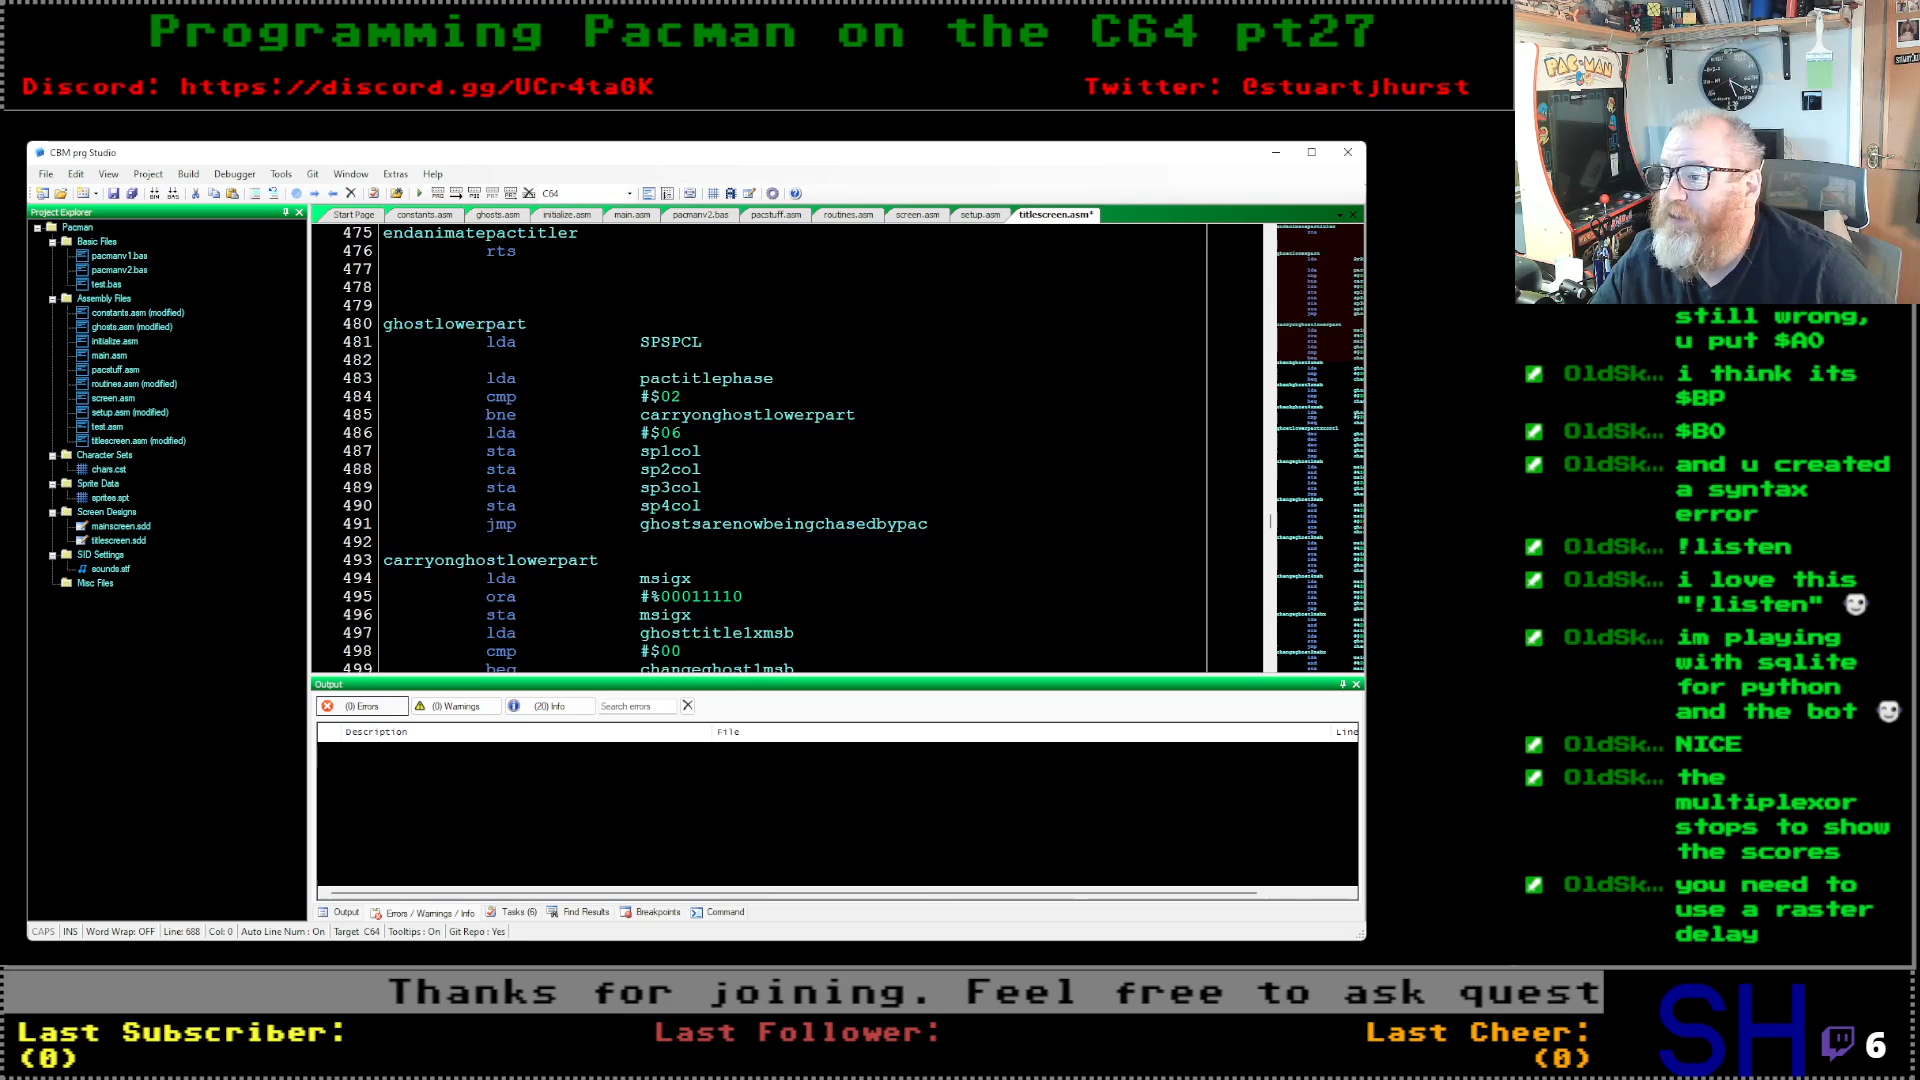 Programming Pacman on the C64 pt27
Discord: https://discord.gg/UCr4taGK
Twitter: @stuartjhurst
PAC-MAN
CBM prg Studio
File Edit View Project Build Debugger Tools Git Window Extras Help
C64
Project Explorer
Start Page constants.asm ghosts.asm initialize.asm main.asm pacmanv2.bas pacstuff.asm routines.asm screen.asm setup.asm titlescreen.asm*
Pacman
Basic Files
pacmanv1.bas
pacmanv2.bas
test.bas
Assembly Files
constants.asm (modified)
ghosts.asm (modified)
initialize.asm
main.asm
pacstuff.asm
routines.asm (modified)
screen.asm
setup.asm (modified)
test.asm
titlescreen.asm (modified)
Character Sets
chars.cst
Sprite Data
sprites.spt
Screen Designs
mainscreen.sdd
titlescreen.sdd
SID Settings
sounds.stf
Misc Files
475 endanimatepactitler
476 rts
477
478
479
480 ghostlowerpart
481 lda SPSPCL
482
483 lda pactitlephase
484 cmp #$02
485 bne carryonghostlowerpart
486 lda #$06
487 sta sp1col
488 sta sp2col
489 sta sp3col
490 sta sp4col
491 jmp ghostsarenowbeingchasedbypac
492
493 carryonghostlowerpart
494 lda msigx
495 ora #%00011110
496 sta msigx
497 lda ghosttitle1xmsb
498 cmp #$00
499 beq changeghost1msb
Output
(0) Errors (0) Warnings (20) Info Search errors
Description File Line
Output Errors / Warnings / Info Tasks (6) Find Results Breakpoints Command
CAPS INS Word Wrap: OFF Line: 688 Col: 0 Auto Line Num : On Target C64 Tooltips : On Git Repo : Yes
still wrong,
u put $A0
OldSk... i think its
$BP
OldSk... $B0
OldSk... and u created
a syntax
error
OldSk... !listen
OldSk... i love this
"!listen"
OldSk... im playing
with sqlite
for python
and the bot
OldSk... NICE
OldSk... the
multiplexor
stops to show
the scores
OldSk... you need to
use a raster
delay
Thanks for joining. Feel free to ask quest
Last Subscriber:
(0)
Last Follower:
Last Cheer:
(0)
SH
6